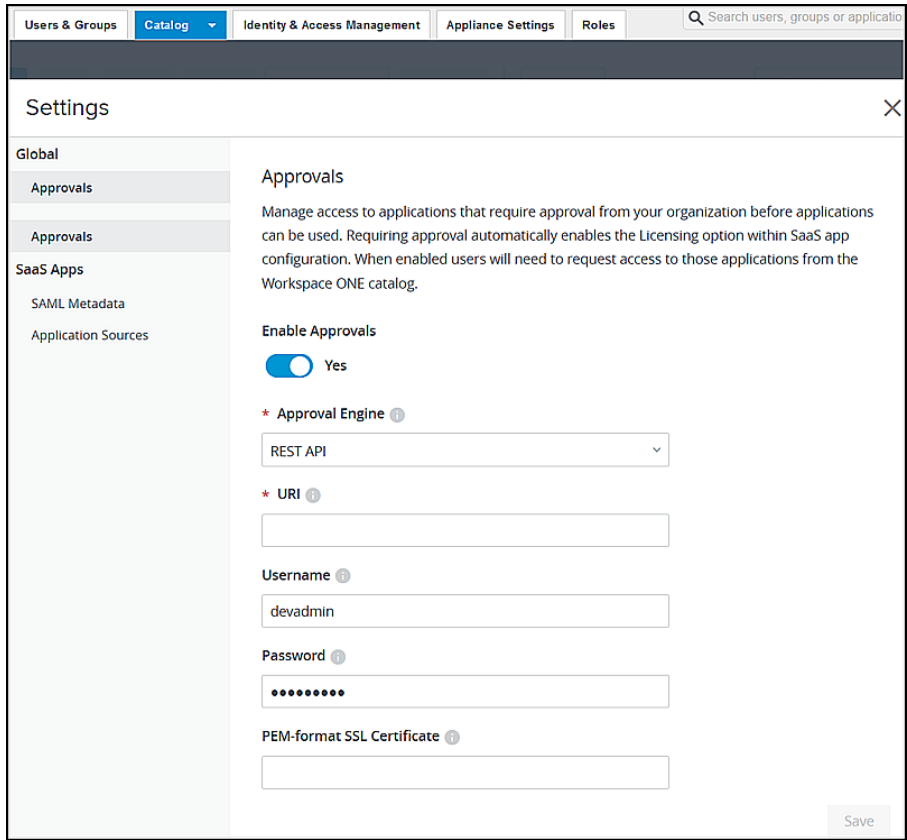 Users & Groups
Catalog
Identity & Access Management
Appliance Settings
Roles
Search users, groups or applicatio
Settings
Global
Approvals
Approvals
SaaS Apps
SAML Metadata
Application Sources
Approvals
Manage access to applications that require approval from your organization before applications
can be used. Requiring approval automatically enables the Licensing option within SaaS app
configuration. When enabled users will need to request access to those applications from the
Workspace ONE catalog.
Enable Approvals
Yes
* Approval Engine
REST API
* URI
Username
devadmin
Password
PEM-format SSL Certificate
Save